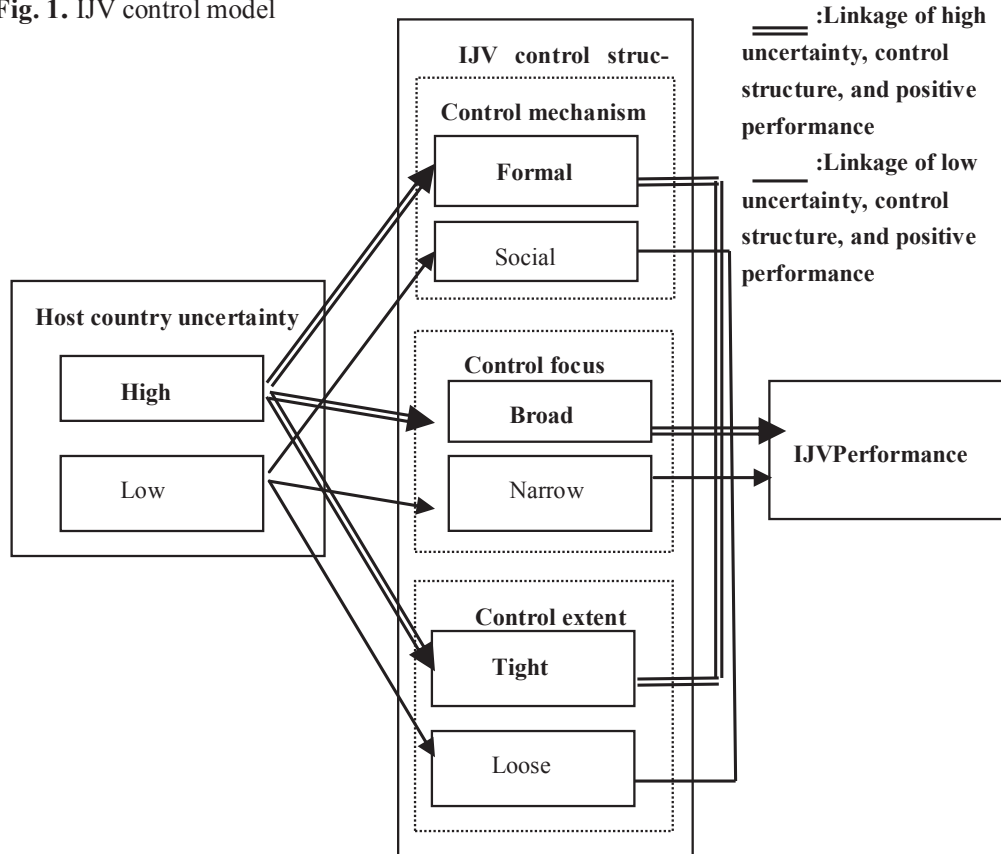 Fig. 1. IJV control model
IJV control struc-
Control mechanism
Formal
Social
Host country uncertainty
High
Low
Control focus
Broad
Narrow
Control extent
Tight
Loose
IJVPerformance
:Linkage of high
uncertainty, control
structure, and positive
performance
:Linkage of low
uncertainty, control
structure, and positive
performance